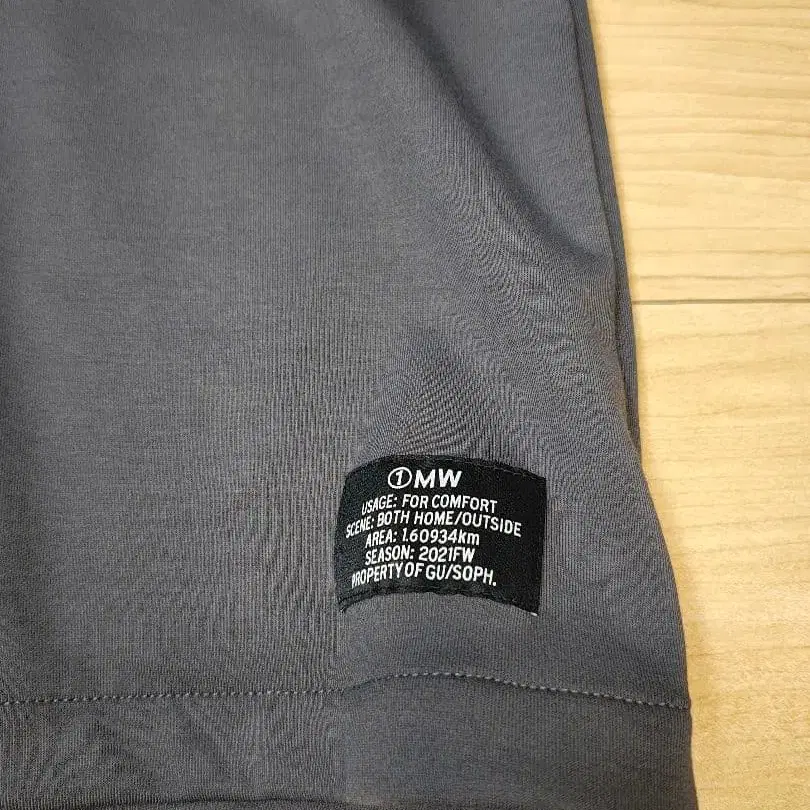 ①MW
USAGE: FOR COMFORT
SCENE: BOTH HOME/OUTSIDE
AREA: 1.60934km
SEASON: 2021FW
PROPERTY OF GU/SOPH.